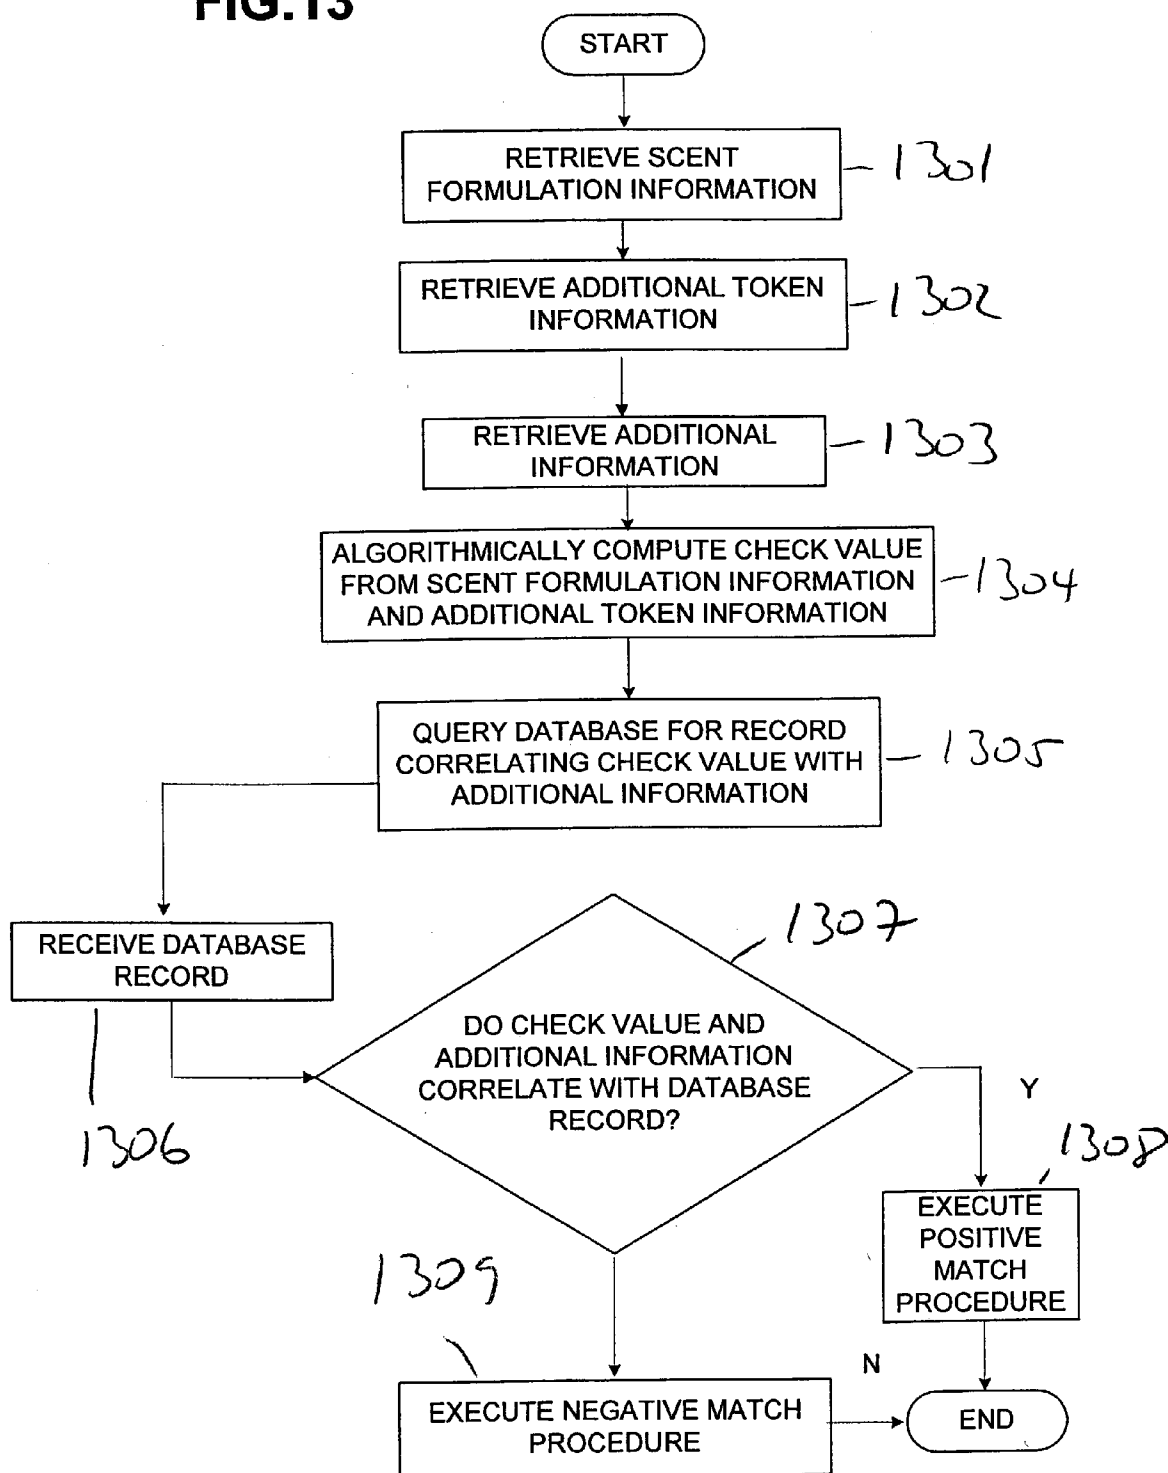 FIG.13
START
RETRIEVE SCENT
FORMULATION INFORMATION
1301
RETRIEVE ADDITIONAL TOKEN
INFORMATION
1302
RETRIEVE ADDITIONAL
INFORMATION
1303
ALGORITHMICALLY COMPUTE CHECK VALUE
FROM SCENT FORMULATION INFORMATION
AND ADDITIONAL TOKEN INFORMATION
1304
QUERY DATABASE FOR RECORD
CORRELATING CHECK VALUE WITH
ADDITIONAL INFORMATION
1305
RECEIVE DATABASE
RECORD
1306
1307
DO CHECK VALUE AND
ADDITIONAL INFORMATION
CORRELATE WITH DATABASE
RECORD?
Y
1308
EXECUTE
POSITIVE
MATCH
PROCEDURE
1309
N
EXECUTE NEGATIVE MATCH
PROCEDURE
END